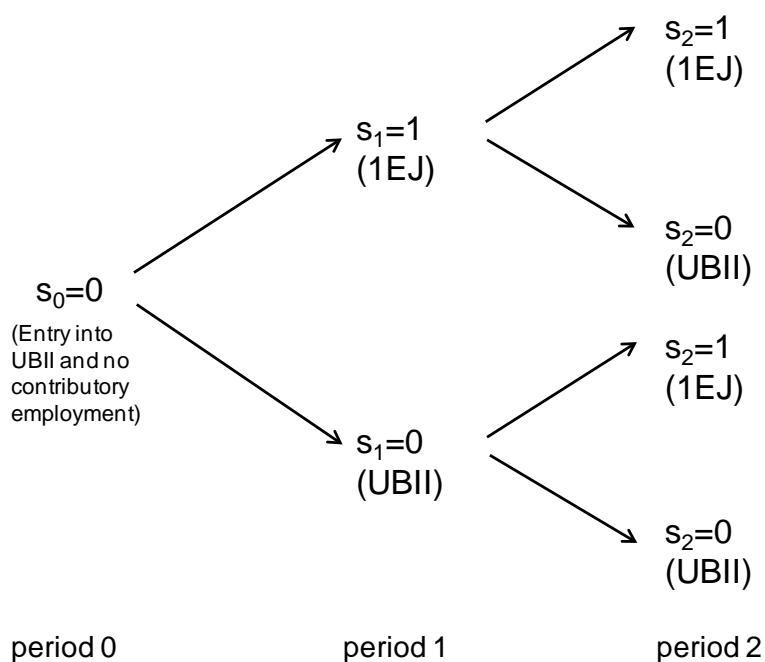 s₂=1
(1EJ)
s₁=1
(1EJ)
s₂=0
(UBII)
s₀=0
(Entry into
UBII and no
contributory
employment)
s₂=1
(1EJ)
s₁=0
(UBII)
s₂=0
(UBII)
period 0 period 1 period 2